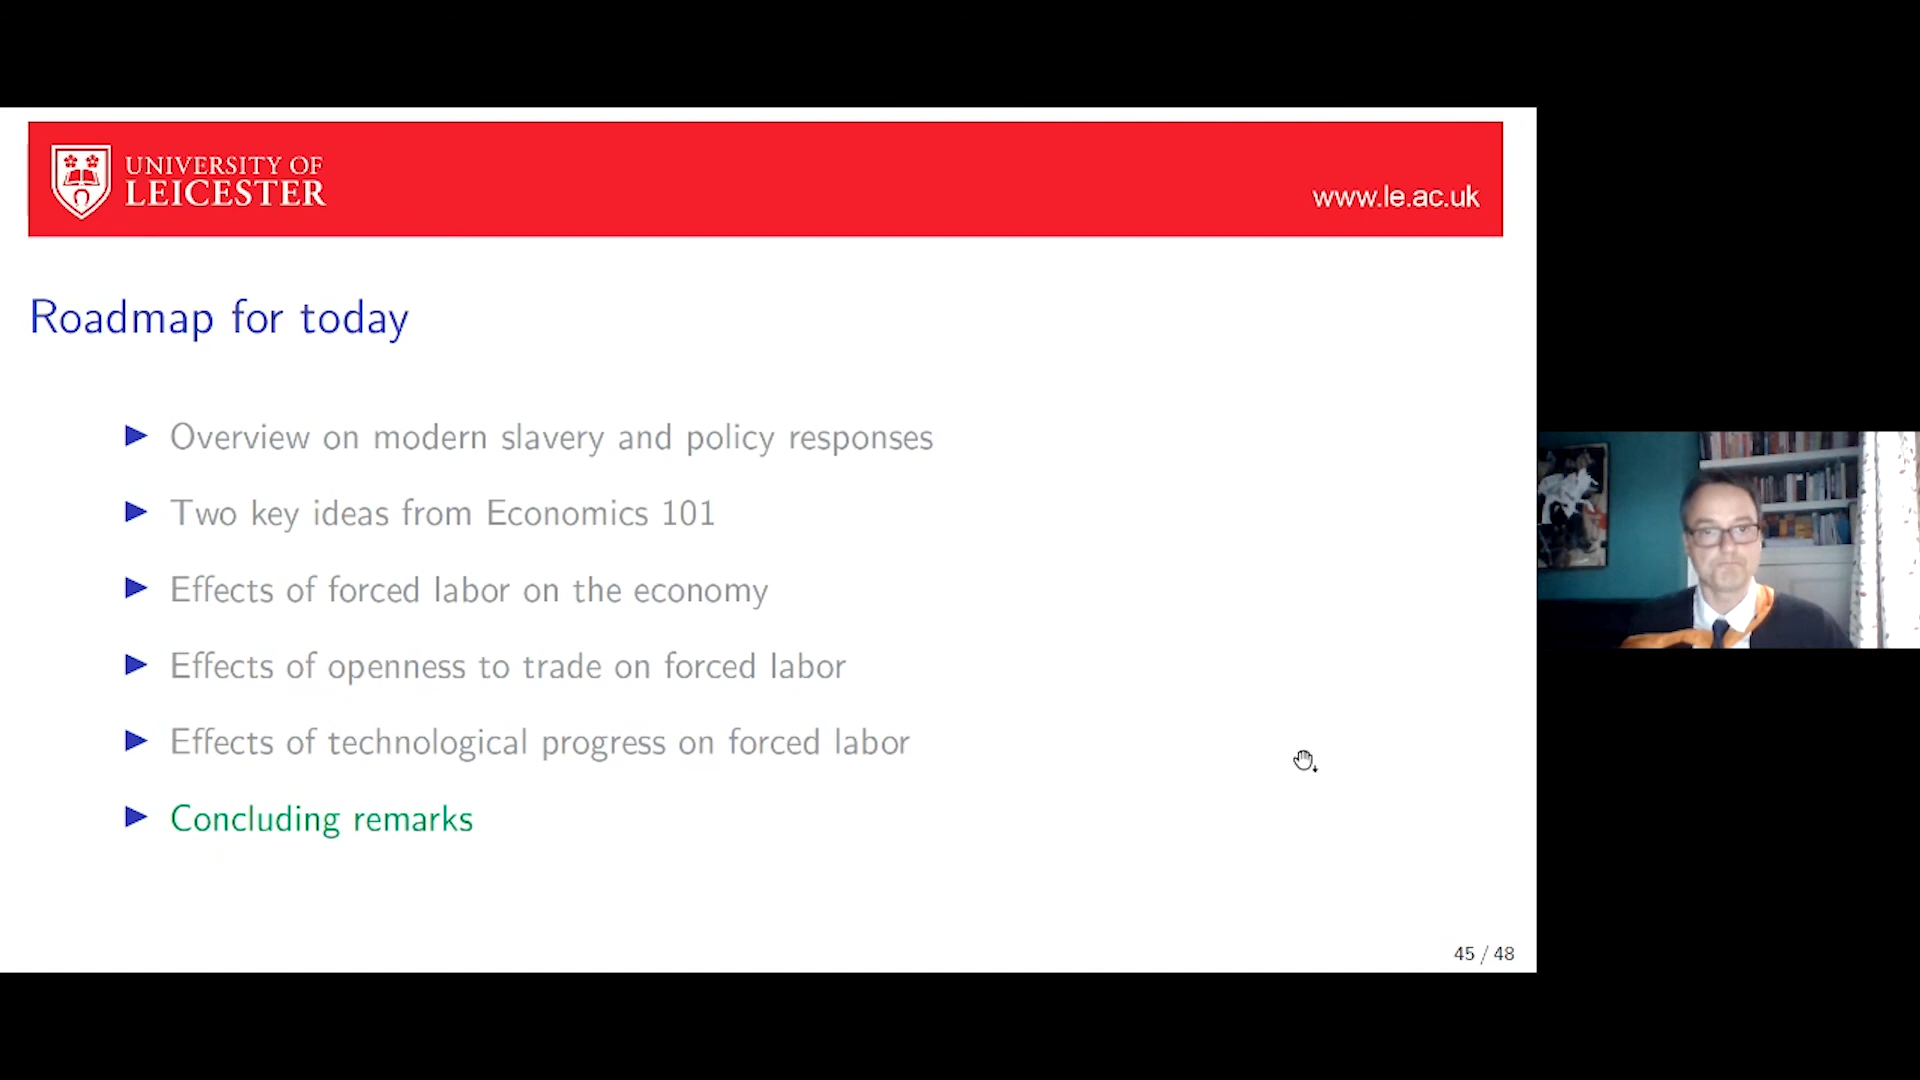 UNIVERSITY OF
LEICESTER
www.le.ac.uk
Roadmap for today
Overview on modern slavery and policy responses
Two key ideas from Economics 101
Effects of forced labor on the economy
Effects of openness to trade on forced labor
Effects of technological progress on forced labor
Concluding remarks
45 / 48